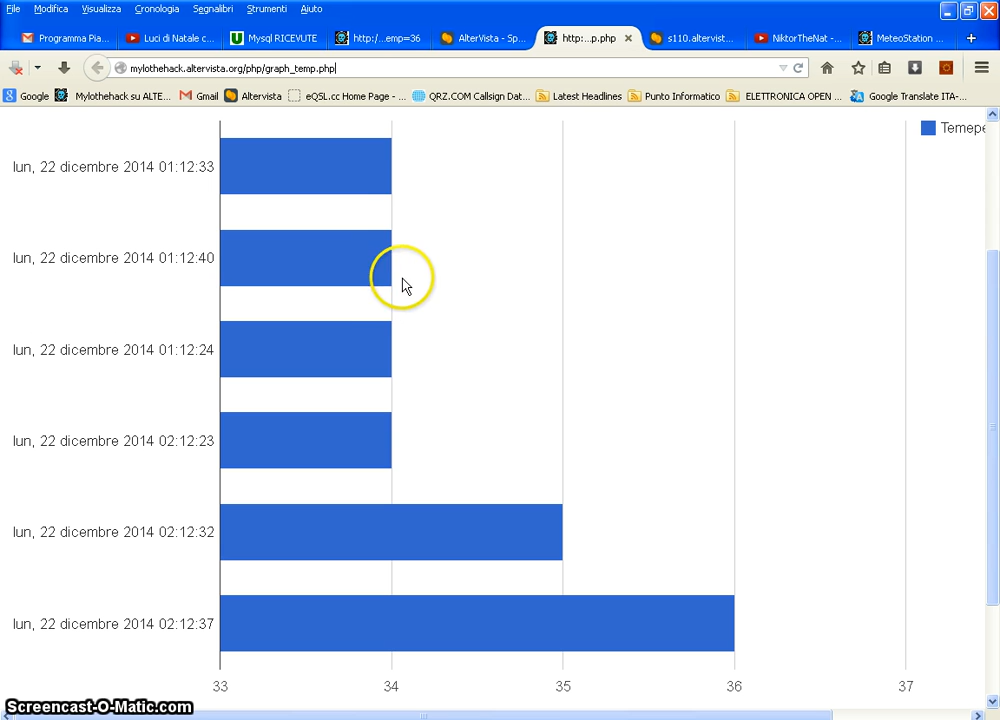 File Modifica Visualizza Cronologia Segnalibri Strumenti Aiuto
Programma Pia... Luci di Natale c... Mysql RICEVUTE http:/...emp=36 AlterVista - Sp... http:...p.php s110.altervist... NiktorTheNat -... MeteoStation ...
mylothehack.altervista.org/php/graph_temp.php
Google Mylothehack su ALTE... Gmail Altervista eQSL.cc Home Page - ... QRZ.COM Callsign Dat... Latest Headlines Punto Informatico ELETTRONICA OPEN ... Google Translate ITA-...
Temepe
lun, 22 dicembre 2014 01:12:33
lun, 22 dicembre 2014 01:12:40
lun, 22 dicembre 2014 01:12:24
lun, 22 dicembre 2014 02:12:23
lun, 22 dicembre 2014 02:12:32
lun, 22 dicembre 2014 02:12:37
33 34 35 36 37
Screencast-O-Matic.com